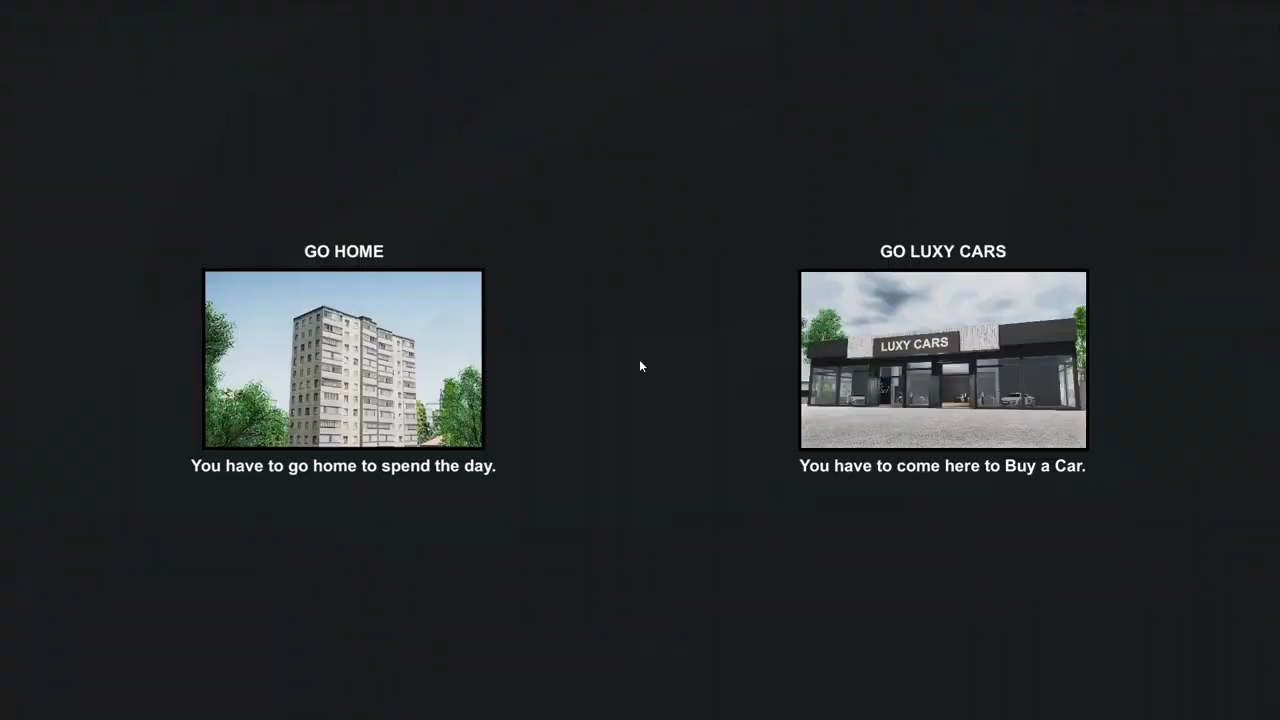 GO HOME
You have to go home to spend the day.
GO LUXY CARS
LUXY CARS
You have to come here to Buy a Car.